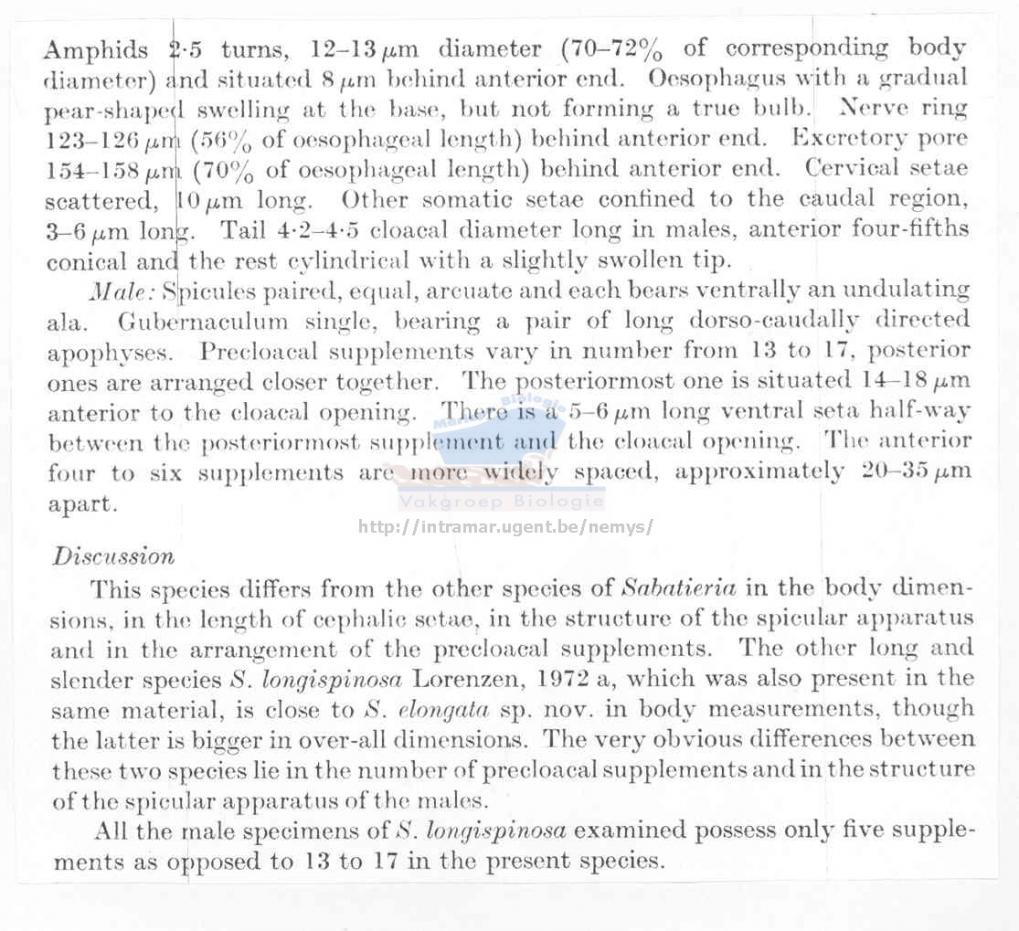 Amphids 2·5 turns, 12–13 μm diameter (70–72% of corresponding body
diameter) and situated 8 μm behind anterior end. Oesophagus with a gradual
pear-shaped swelling at the base, but not forming a true bulb. Nerve ring
123–126 μm (56% of oesophageal length) behind anterior end. Excretory pore
154–158 μm (70% of oesophageal length) behind anterior end. Cervical setae
scattered, 10 μm long. Other somatic setae confined to the caudal region,
3–6 μm long. Tail 4·2–4·5 cloacal diameter long in males, anterior four-fifths
conical and the rest cylindrical with a slightly swollen tip.
Male: Spicules paired, equal, arcuate and each bears ventrally an undulating
ala. Gubernaculum single, bearing a pair of long dorso-caudally directed
apophyses. Precloacal supplements vary in number from 13 to 17, posterior
ones are arranged closer together. The posteriormost one is situated 14–18 μm
anterior to the cloacal opening. There is a 5–6 μm long ventral seta half-way
between the posteriormost supplement and the cloacal opening. The anterior
four to six supplements are more widely spaced, approximately 20–35 μm
apart.
Vakgroep Biologie
http://intramar.ugent.be/nemys/
Discussion
This species differs from the other species of Sabatieria in the body dimen-
sions, in the length of cephalic setae, in the structure of the spicular apparatus
and in the arrangement of the precloacal supplements. The other long and
slender species S. longispinosa Lorenzen, 1972 a, which was also present in the
same material, is close to S. elongata sp. nov. in body measurements, though
the latter is bigger in over-all dimensions. The very obvious differences between
these two species lie in the number of precloacal supplements and in the structure
of the spicular apparatus of the males.
All the male specimens of S. longispinosa examined possess only five supple-
ments as opposed to 13 to 17 in the present species.